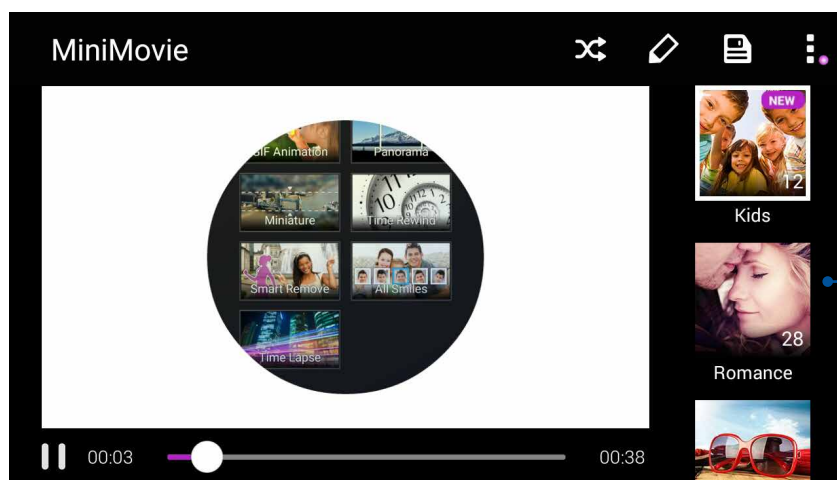 MiniMovie
NEW
12
Kids
GIF Animation
Panorama
Miniature
Time Rewind
Smart Remove
All Smiles
Time Lapse
28
Romance
00:03
00:38